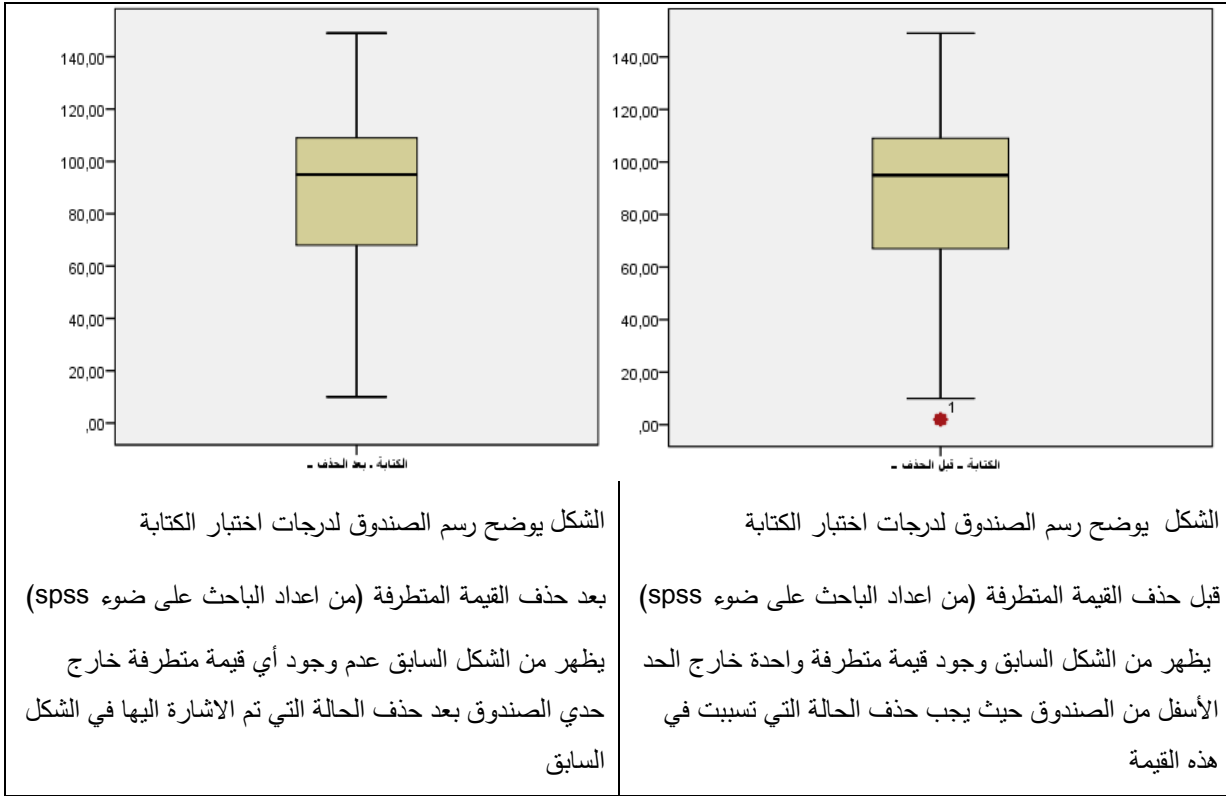 140,00
120,00
100,00
80,00
60,00
40,00
20,00
,00
1
الكتابة - قبل الحذف -
الشكل يوضح رسم الصندوق لدرجات اختبار الكتابة
قبل حذف القيمة المتطرفة (من اعداد الباحث على ضوء spss)
يظهر من الشكل السابق وجود قيمة متطرفة واحدة خارج الحد
الأسفل من الصندوق حيث يجب حذف الحالة التي تسببت في
هذه القيمة
140,00
120,00
100,00
80,00
60,00
40,00
20,00
,00
الكتابة - بعد الحذف -
الشكل يوضح رسم الصندوق لدرجات اختبار الكتابة
بعد حذف القيمة المتطرفة (من اعداد الباحث على ضوء spss)
يظهر من الشكل السابق عدم وجود أي قيمة متطرفة خارج
حدي الصندوق بعد حذف الحالة التي تم الاشارة اليها في الشكل
السابق